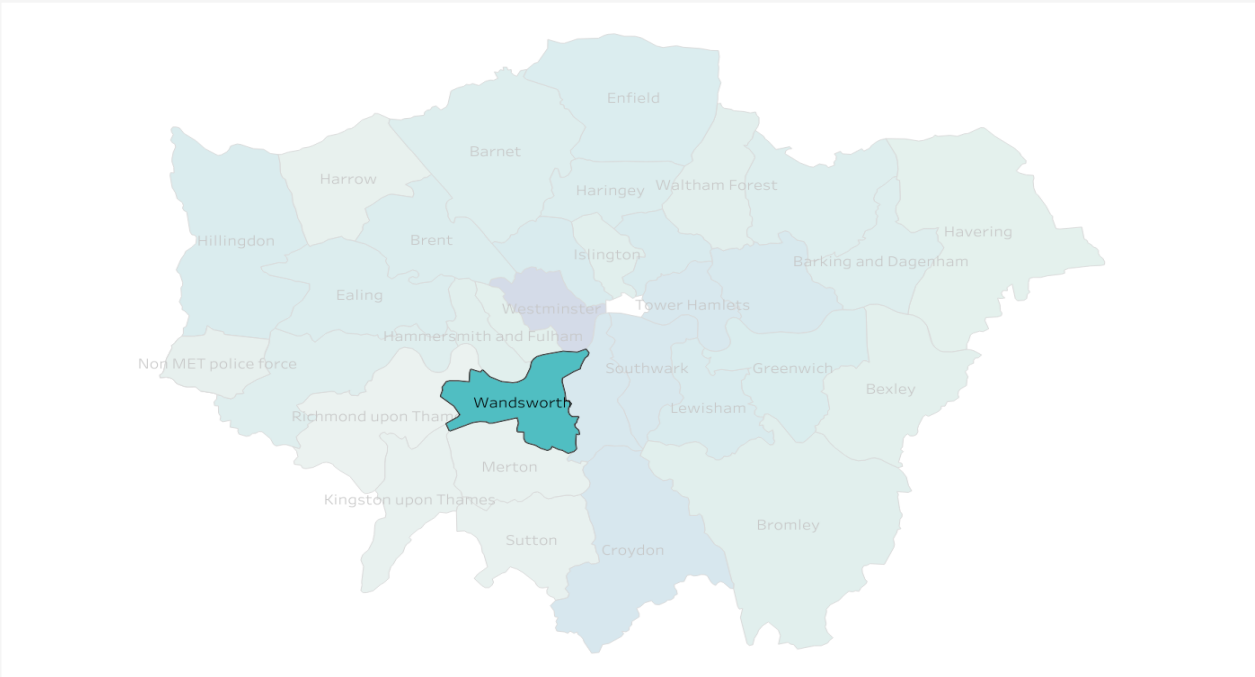 Enfield
Barnet
Harrow
Haringey
Waltham Forest
Havering
Hillingdon
Brent
Islington
Barking and Dagenham
Ealing
Westminster
Tower Hamlets
Hammersmith and Fulham
Non MET police force
Southwark
Greenwich
Bexley
Wandsworth
Lewisham
Richmond upon Tham
Merton
Kingston upon Thames
Bromley
Sutton
Croydon